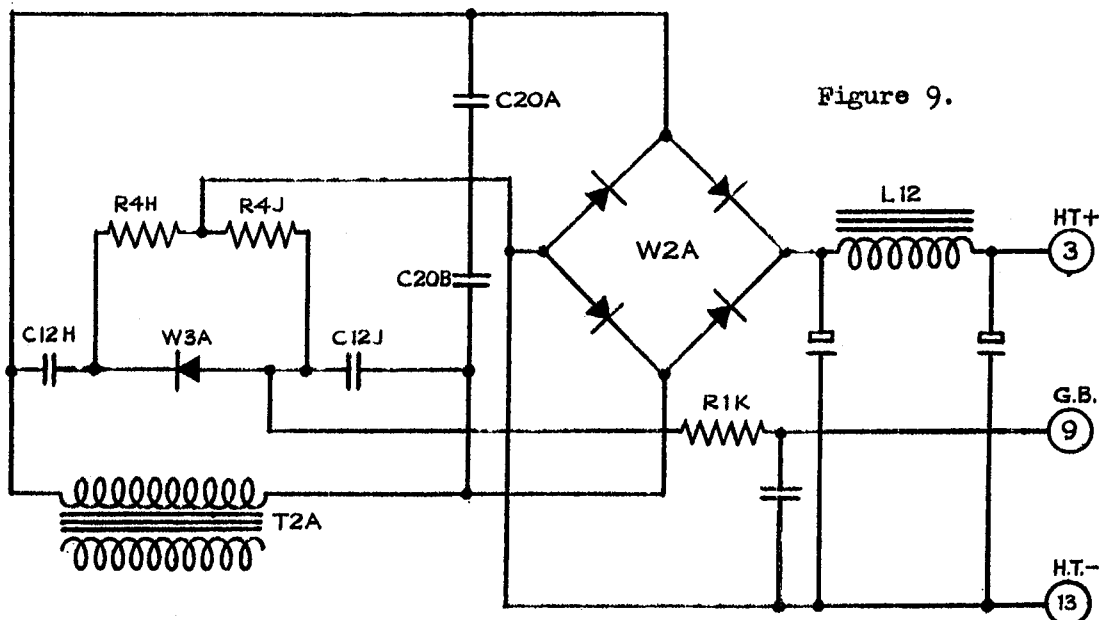 C20A
Figure 9.
R4H
R4J
L12
HT+
3
W2A
C20B
C12H
W3A
C12J
R1K
G.B.
9
T2A
H.T.-
13